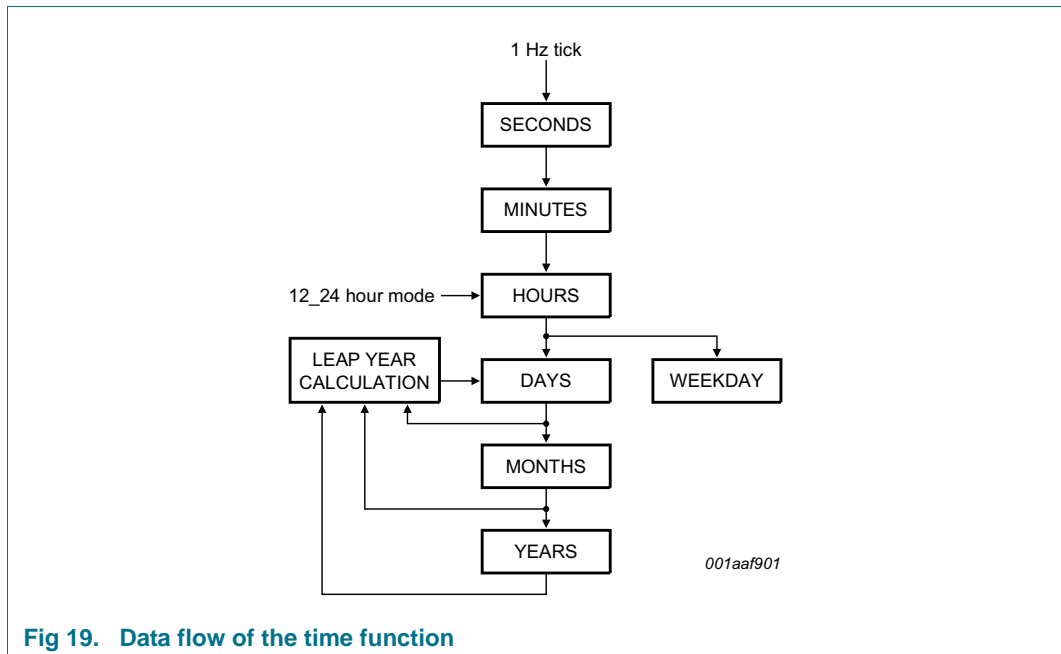 1 Hz tick
SECONDS
MINUTES
12_24 hour mode
HOURS
LEAP YEAR
CALCULATION
DAYS
WEEKDAY
MONTHS
YEARS
001aaf901
Fig 19. Data flow of the time function